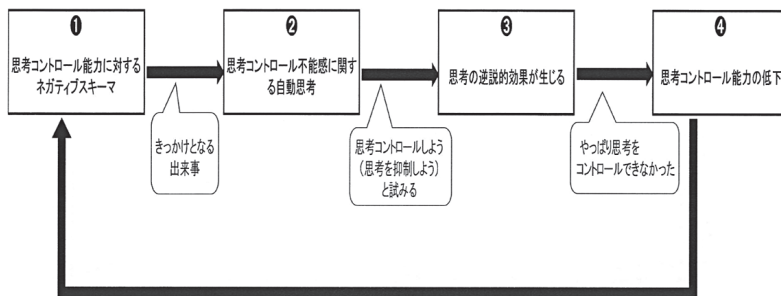 ❶
思考コントロール能力に対する
ネガティブスキーマ
❷
思考コントロール不能感に関す
る自動思考
❸
思考の逆説的効果が生じる
❹
思考コントロール能力の低下
きっかけとなる
出来事
思考コントロールしよう
(思考を抑制しよう)
と試みる
やっぱり思考を
コントロールできなかった